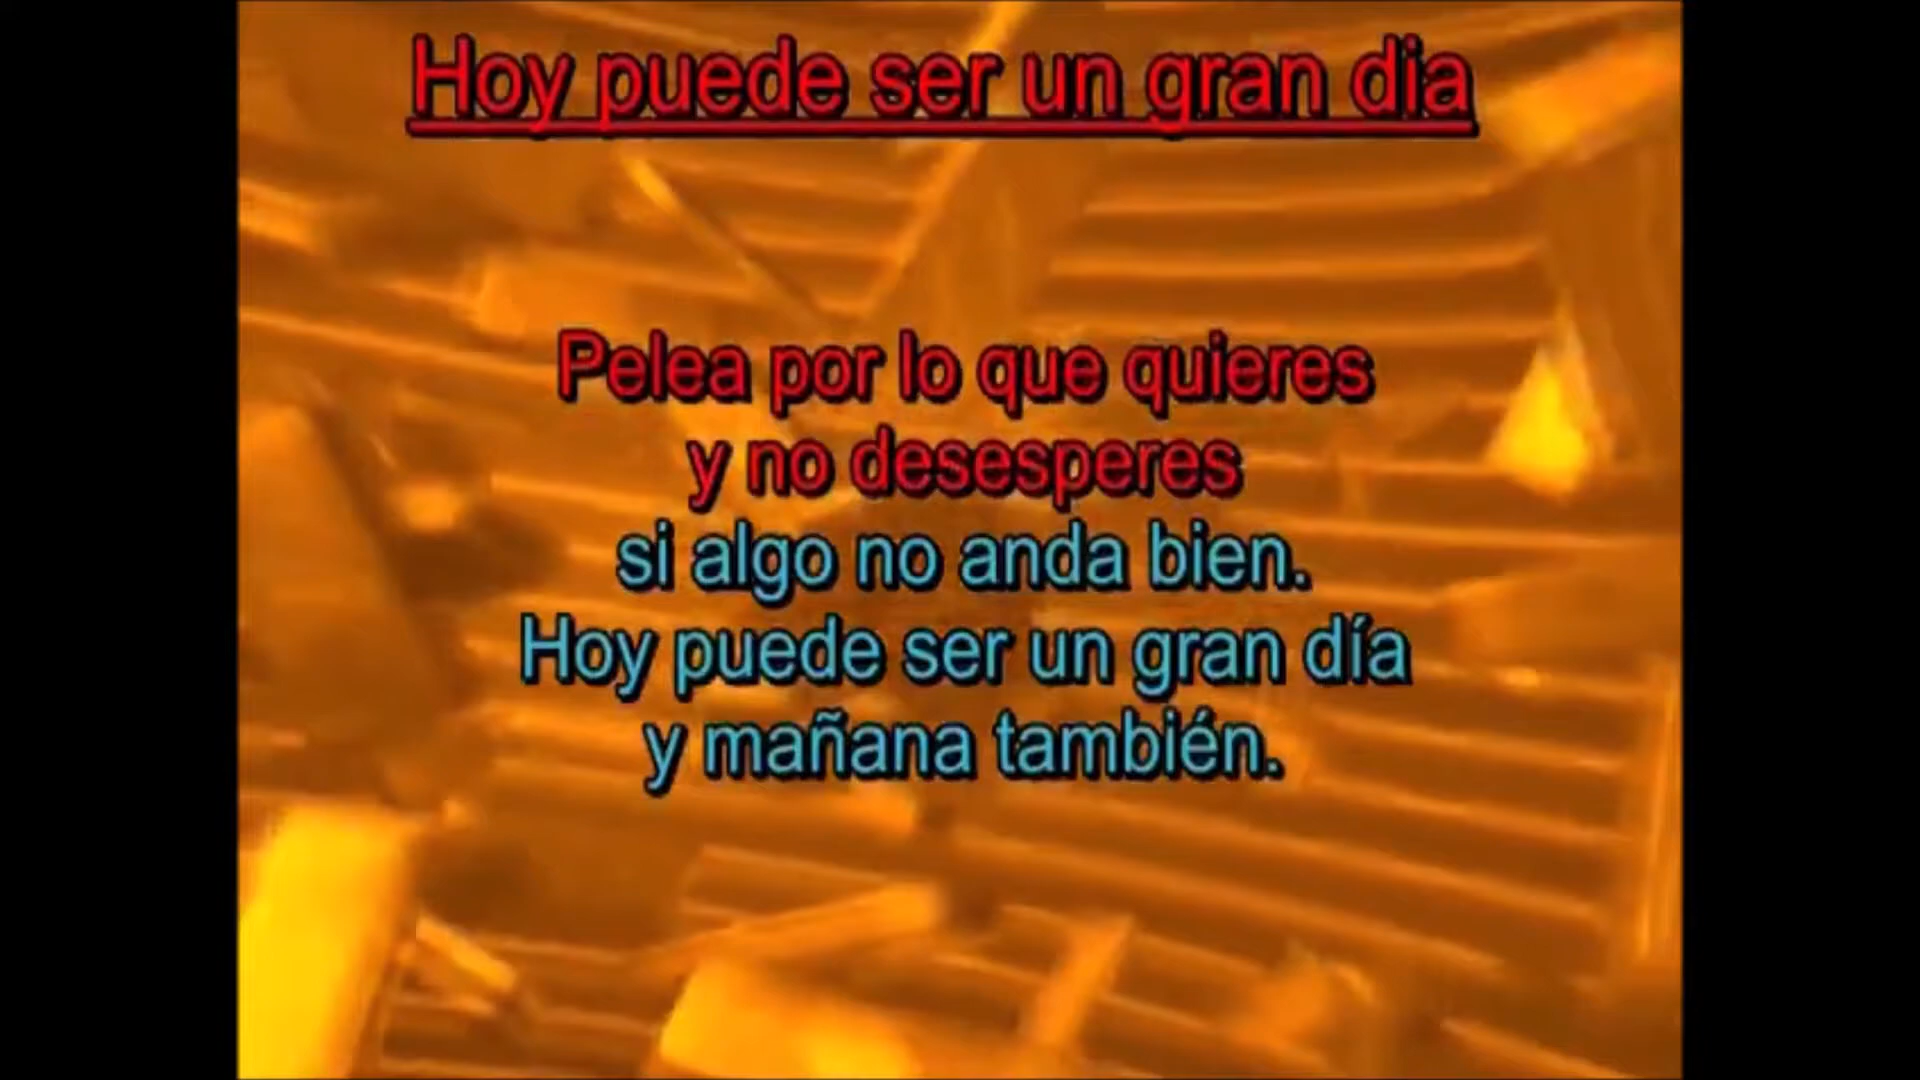 Hoy puede ser un gran dia
Pelea por lo que quieres
y no desesperes
si algo no anda bien.
Hoy puede ser un gran día
y mañana también.